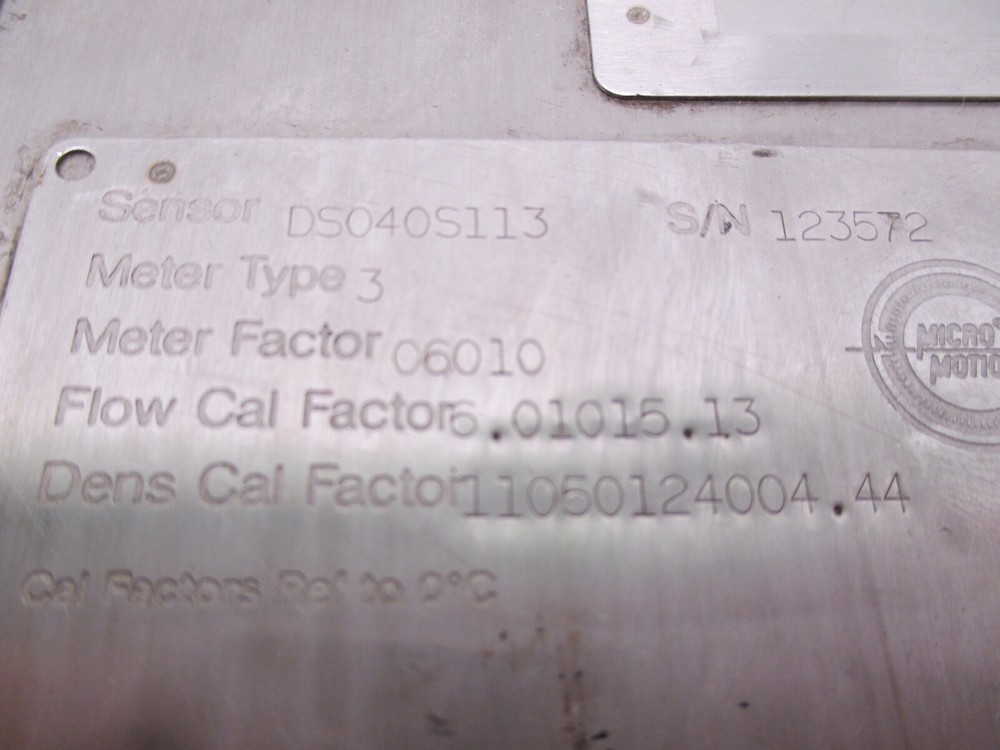 Sensor DS040S113 S/N 123572
Meter Type 3
Meter Factor 06010
MICRO
MOTIO
Flow Cal Factor 6.01015.13
Dens Cal Factor 11050124004.44
Cal Factors Ref to 0°C